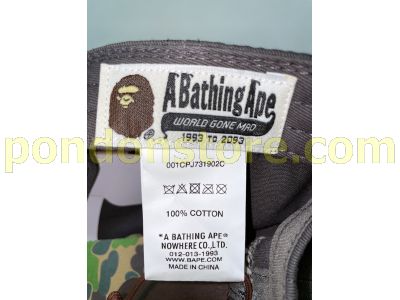 A Bathing Ape®
WORLD GONE MAD
1993 TO 2093
pondonstore.com
001CPJ731902C
100% COTTON
"A BATHING APE®
NOWHERE CO.,LTD.
012-013-1993
WWW.BAPE.COM
MADE IN CHINA